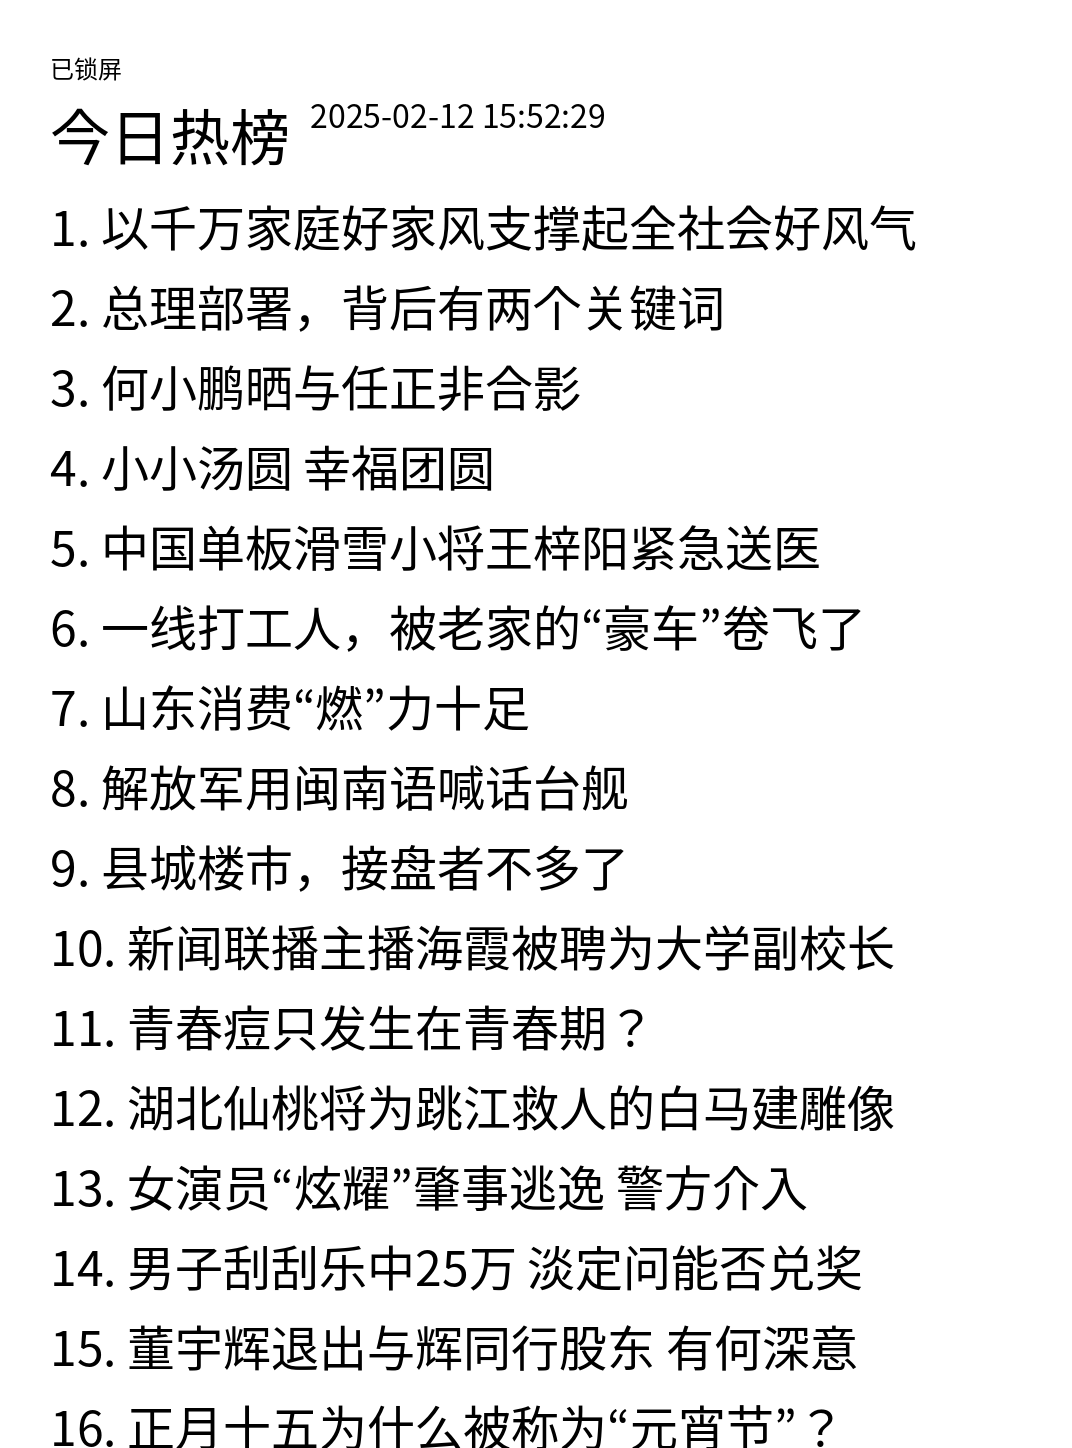 已锁屏
今日热榜 2025-02-12 15:52:29
1. 以千万家庭好家风支撑起全社会好风气
2. 总理部署，背后有两个关键词
3. 何小鹏晒与任正非合影
4. 小小汤圆 幸福团圆
5. 中国单板滑雪小将王梓阳紧急送医
6. 一线打工人，被老家的“豪车”卷飞了
7. 山东消费“燃”力十足
8. 解放军用闽南语喊话台舰
9. 县城楼市，接盘者不多了
10. 新闻联播主播海霞被聘为大学副校长
11. 青春痘只发生在青春期？
12. 湖北仙桃将为跳江救人的白马建雕像
13. 女演员“炫耀”肇事逃逸 警方介入
14. 男子刮刮乐中25万 淡定问能否兑奖
15. 董宇辉退出与辉同行股东 有何深意
16. 正月十五为什么被称为“元宵节”？